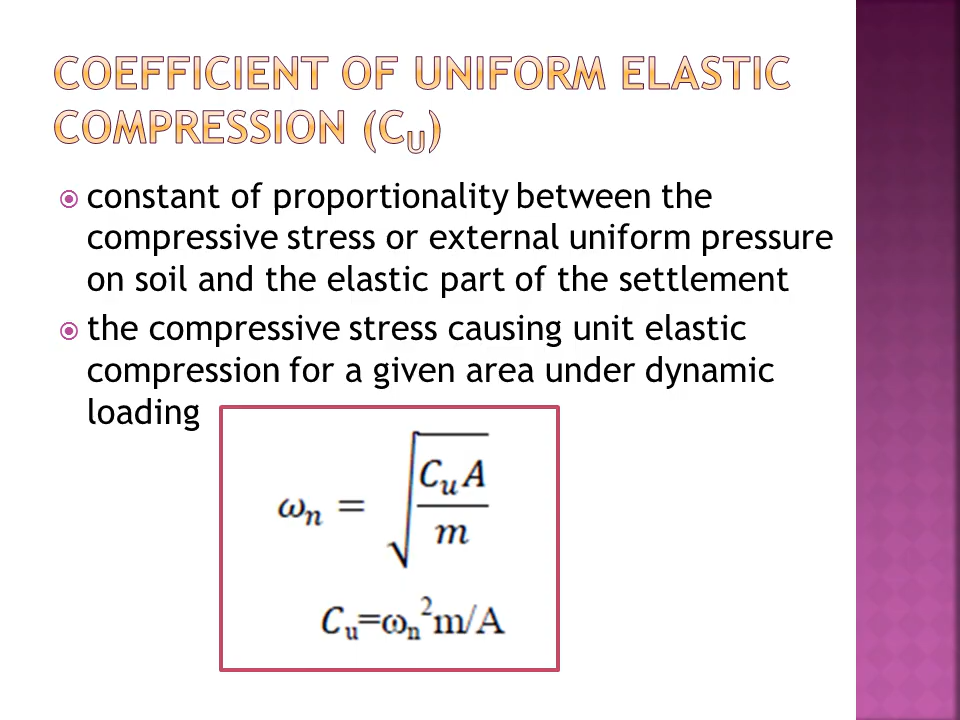 COEFFICIENT OF UNIFORM ELASTIC
COMPRESSION (CU)
constant of proportionality between the
compressive stress or external uniform pressure
on soil and the elastic part of the settlement
the compressive stress causing unit elastic
compression for a given area under dynamic
loading
ωn = √(CuA/m)
Cu=ωn²m/A